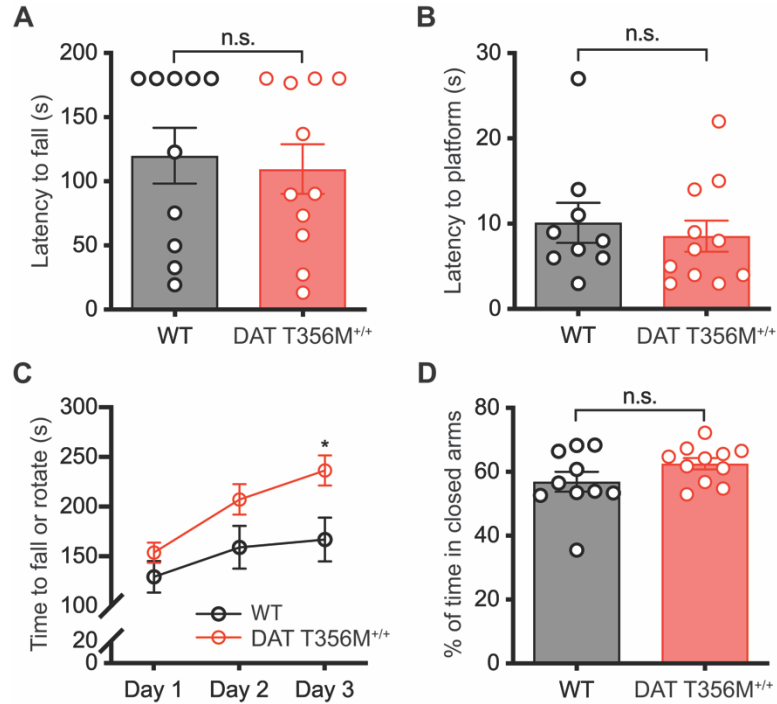 A
n.s.
Latency to fall (s)
200
150
100
50
0
WT
DAT T356M+/+
B
n.s.
Latency to platform (s)
30
20
10
0
WT
DAT T356M+/+
C
Time to fall or rotate (s)
300
250
200
150
100
20
0
*
WT
DAT T356M+/+
Day 1
Day 2
Day 3
D
n.s.
% of time in closed arms
80
60
40
20
0
WT
DAT T356M+/+